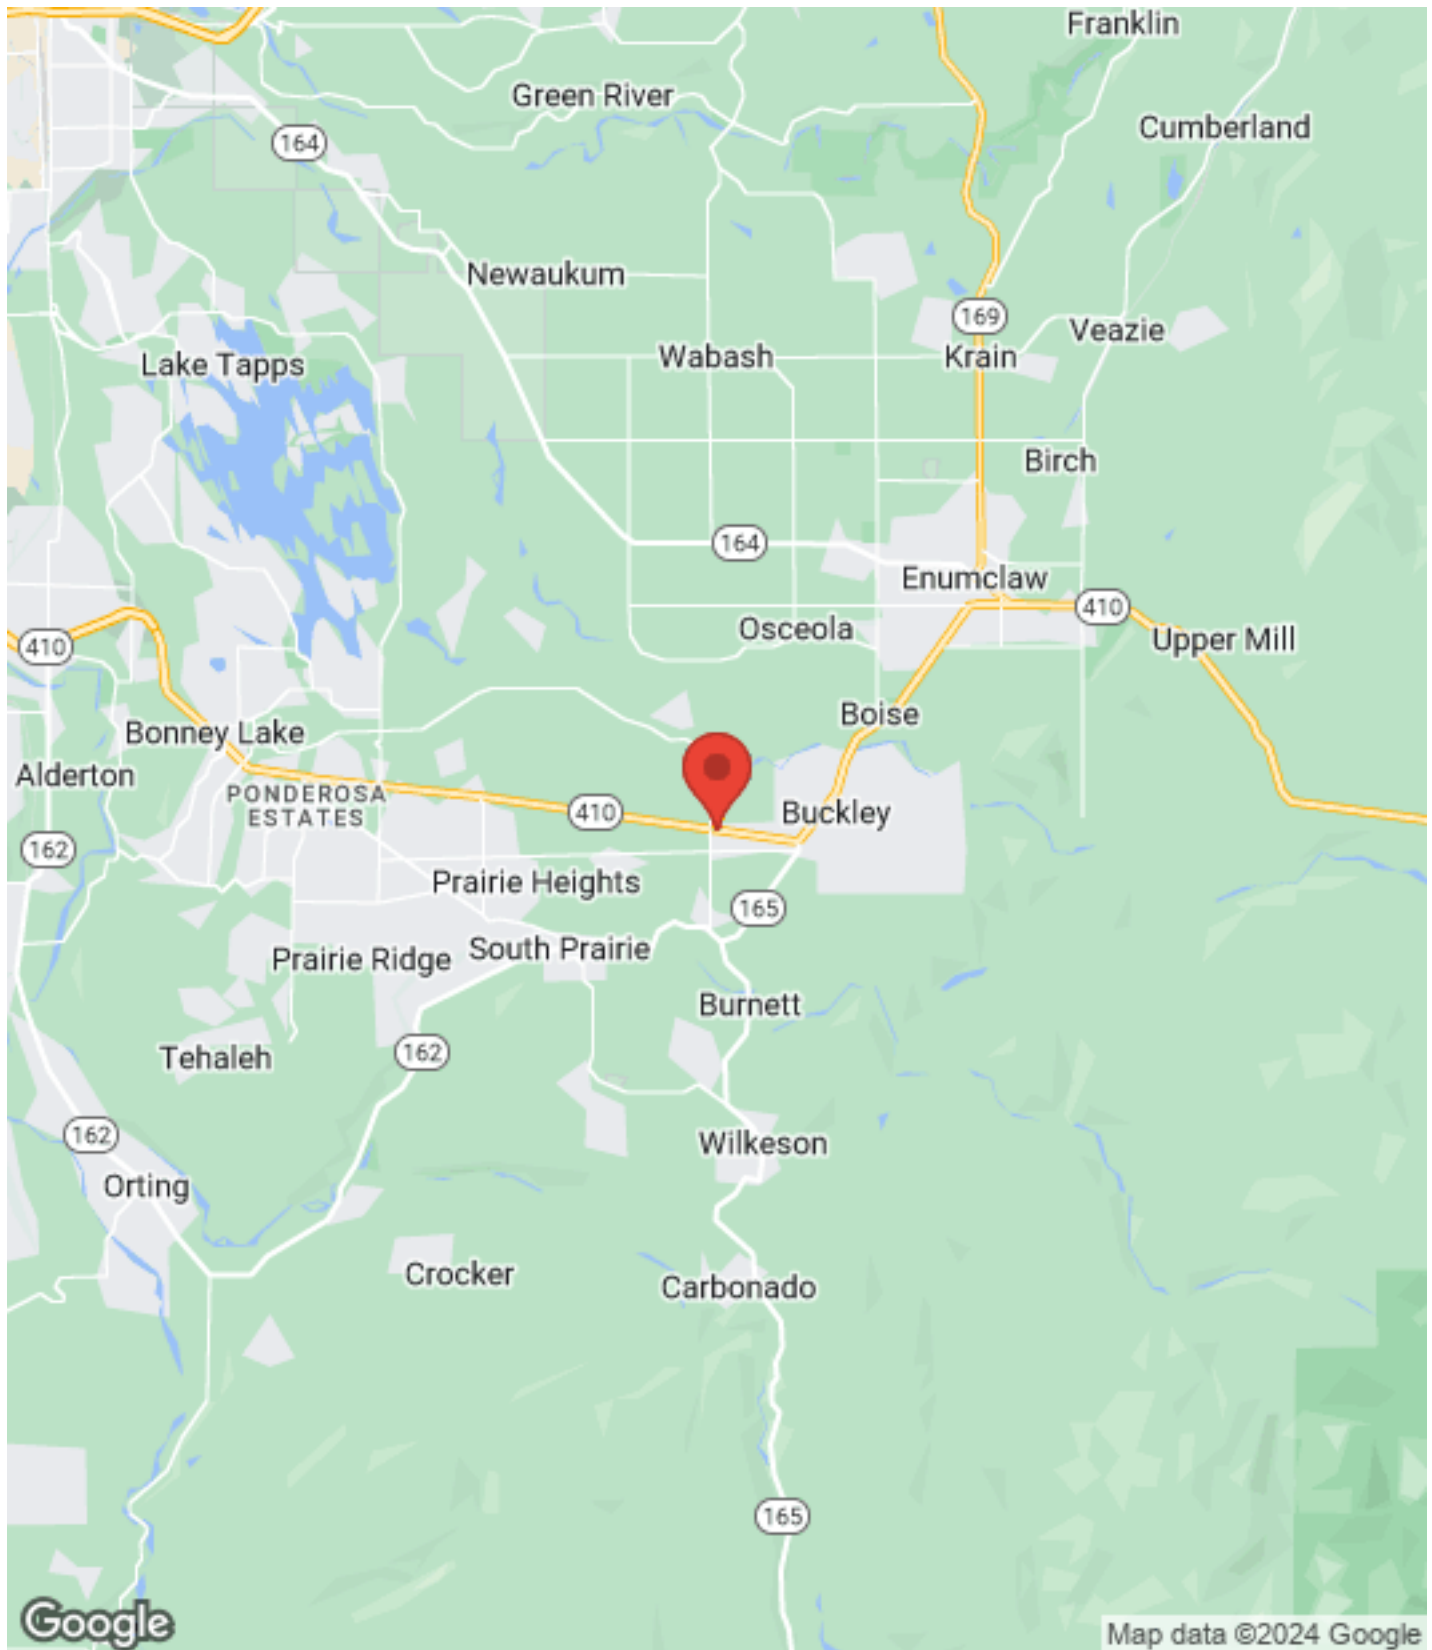 Franklin
Green River
Cumberland
164
Newaukum
169
Veazie
Lake Tapps
Wabash
Krain
Birch
164
Enumclaw
410
Osceola
Upper Mill
410
Boise
Bonney Lake
Alderton
PONDEROSA
ESTATES
410
Buckley
162
Prairie Heights
165
South Prairie
Prairie Ridge
Burnett
Tehaleh
162
162
Wilkeson
Orting
Crocker
Carbonado
165
Google
Map data ©2024 Google